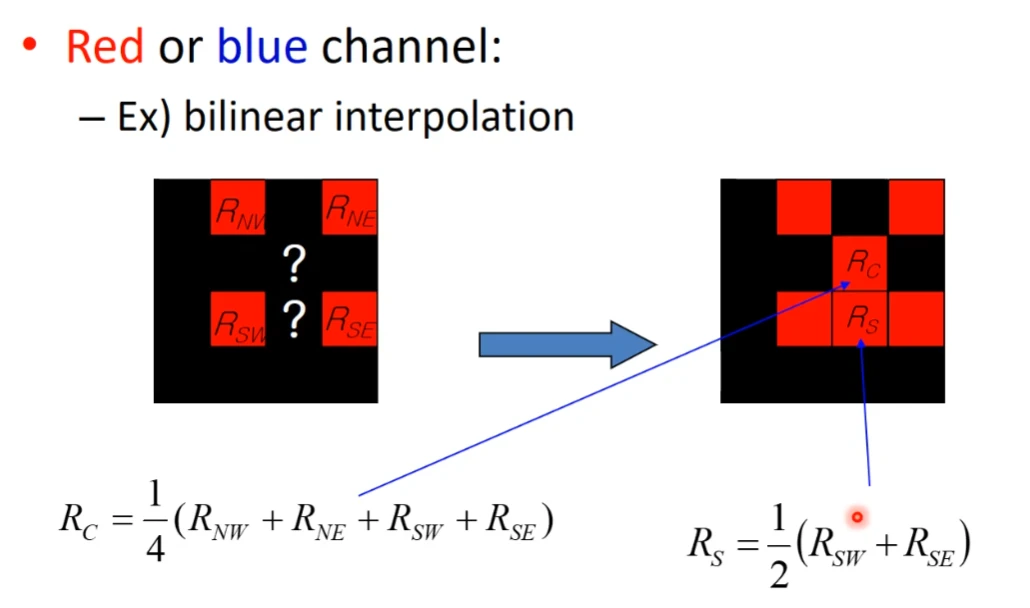 • Red or blue channel:
– Ex) bilinear interpolation
R_NW R_NE
?
R_SW ? R_SE
R_C
R_S
R_C = 1/4 (R_NW + R_NE + R_SW + R_SE)
R_S = 1/2 (R_SW + R_SE)